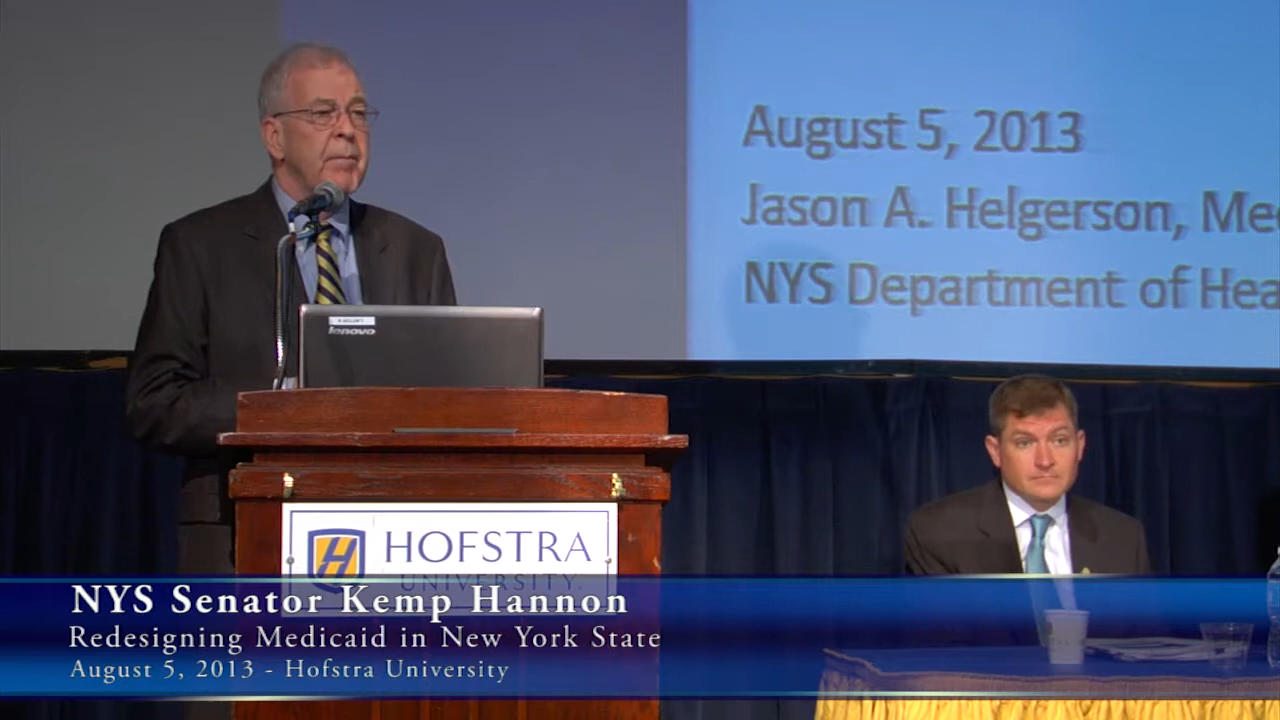 August 5, 2013
Jason A. Helgerson, Me
NYS Department of Hea
lenovo
HOFSTRA
UNIVERSITY.
NYS Senator Kemp Hannon
Redesigning Medicaid in New York State
August 5, 2013 - Hofstra University